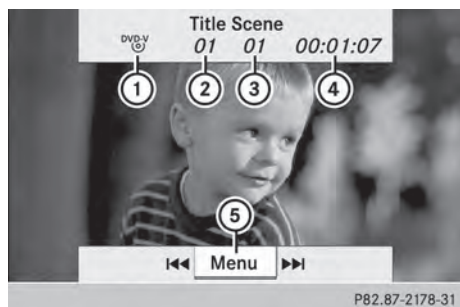 Title Scene
DVD-V 01 01 00:01:07
1 2 3 4
5
Menu
P82.87-2178-31